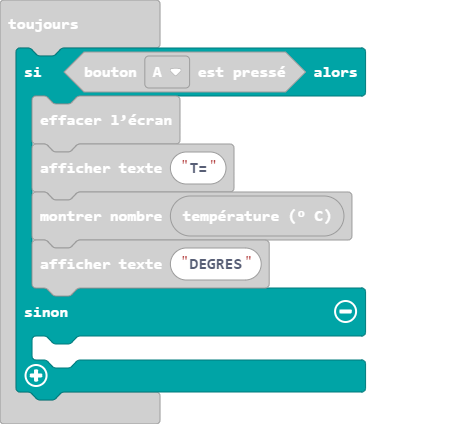 toujours
si bouton A est pressé alors
effacer l'écran
afficher texte "T="
montrer nombre température (º C)
afficher texte "DEGRES"
sinon